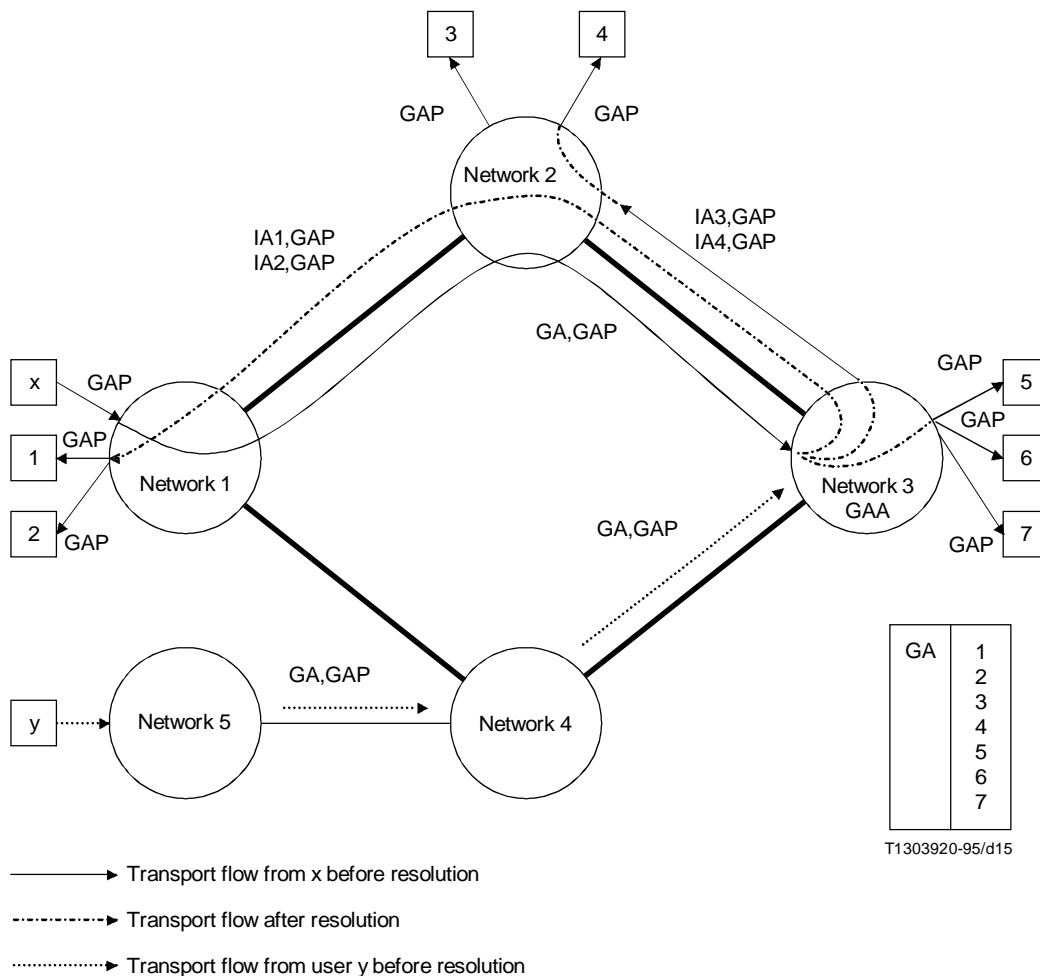 3
4
GAP
GAP
Network 2
IA1,GAP
IA2,GAP
IA3,GAP
IA4,GAP
GA,GAP
x
GAP
1
GAP
2
GAP
Network 1
GAP
5
GAP
6
Network 3
GAA
GAP
7
GA,GAP
GA,GAP
y
Network 5
Network 4
GA
1
2
3
4
5
6
7
T1303920-95/d15
Transport flow from x before resolution
Transport flow after resolution
Transport flow from user y before resolution